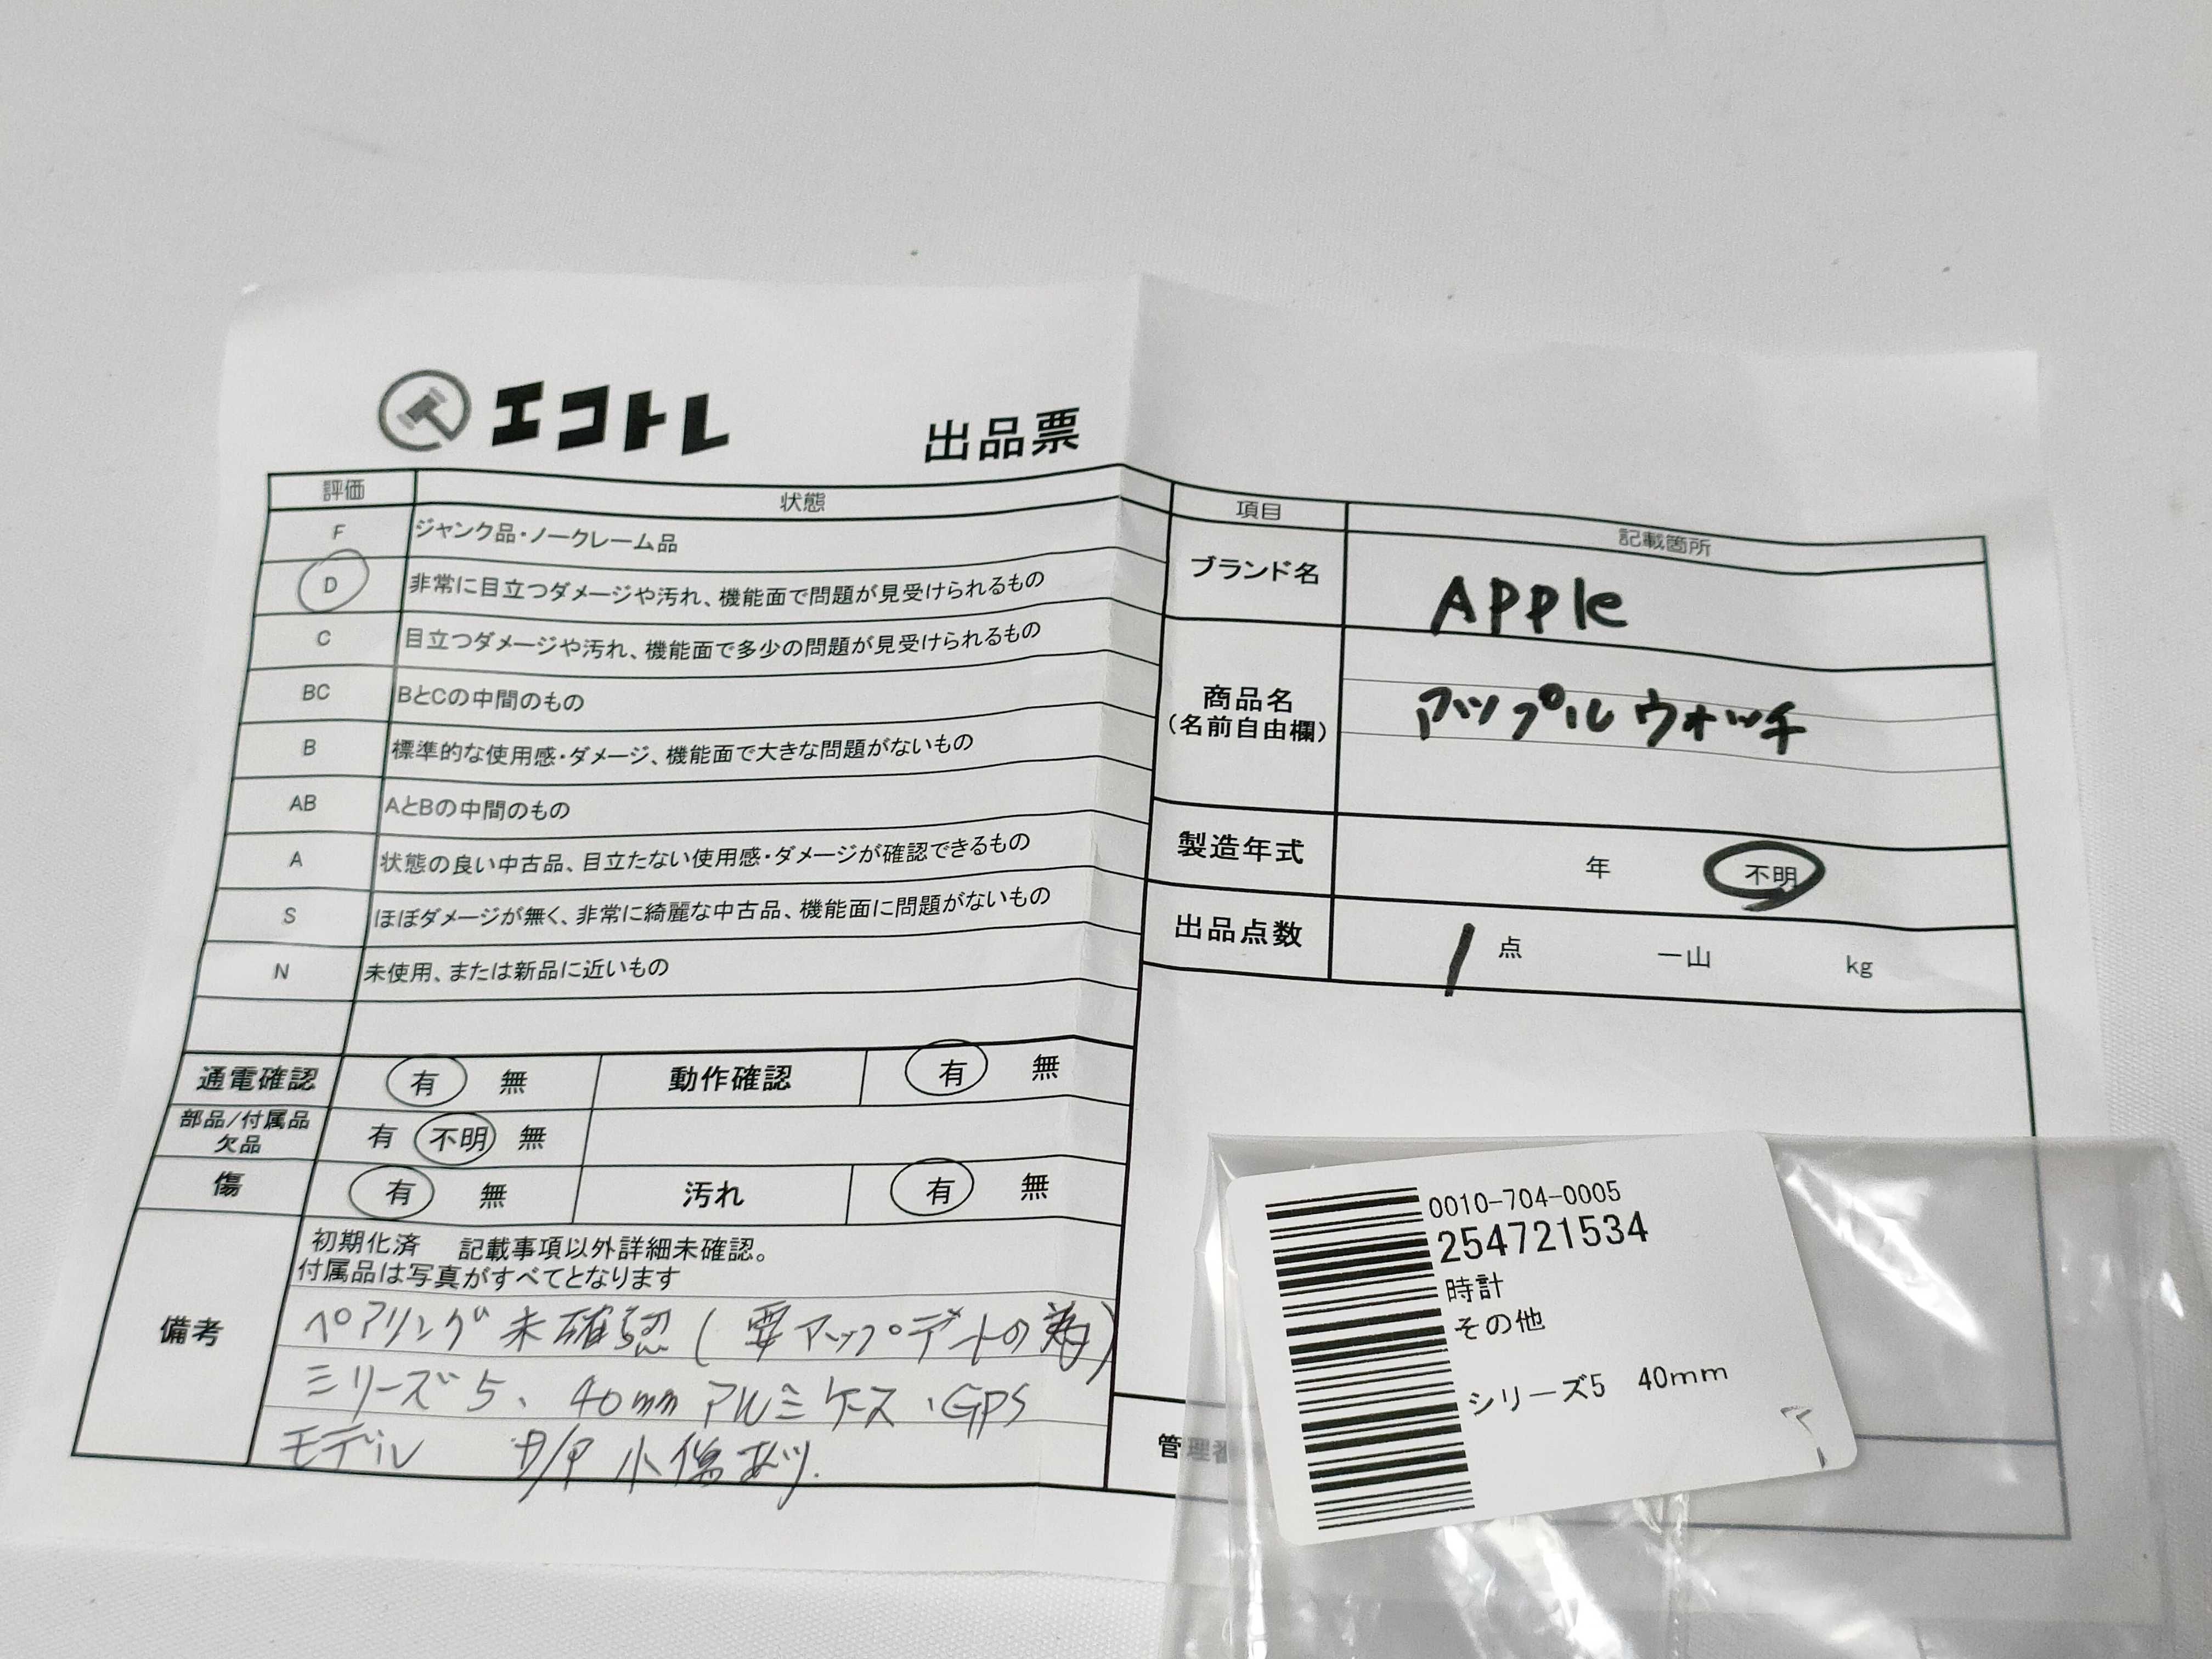 エコトレ 出品票
評価 状態
F ジャンク品・ノークレーム品
D 非常に目立つダメージや汚れ、機能面で問題が見受けられるもの
C 目立つダメージや汚れ、機能面で多少の問題が見受けられるもの
BC BとCの中間のもの
B 標準的な使用感・ダメージ、機能面で大きな問題がないもの
AB AとBの中間のもの
A 状態の良い中古品、目立たない使用感・ダメージが確認できるもの
S ほぼダメージが無く、非常に綺麗な中古品、機能面に問題がないもの
N 未使用、または新品に近いもの
通電確認 有 無 動作確認 有 無
部品/付属品 欠品 有 不明 無
傷 有 無 汚れ 有 無
備考
初期化済 記載事項以外詳細未確認。
付属品は写真がすべてとなります
ペアリング未確認(要アップデートの為)
シリーズ5、40mmアルミケース、GPS
モデル 小傷あり.
項目 記載箇所
ブランド名 Apple
商品名 アップルウォッチ
(名前自由欄)
製造年式 年 不明
出品点数 1 点 一山 kg
管理番
0010-704-0005
254721534
時計
その他
シリーズ5 40mm